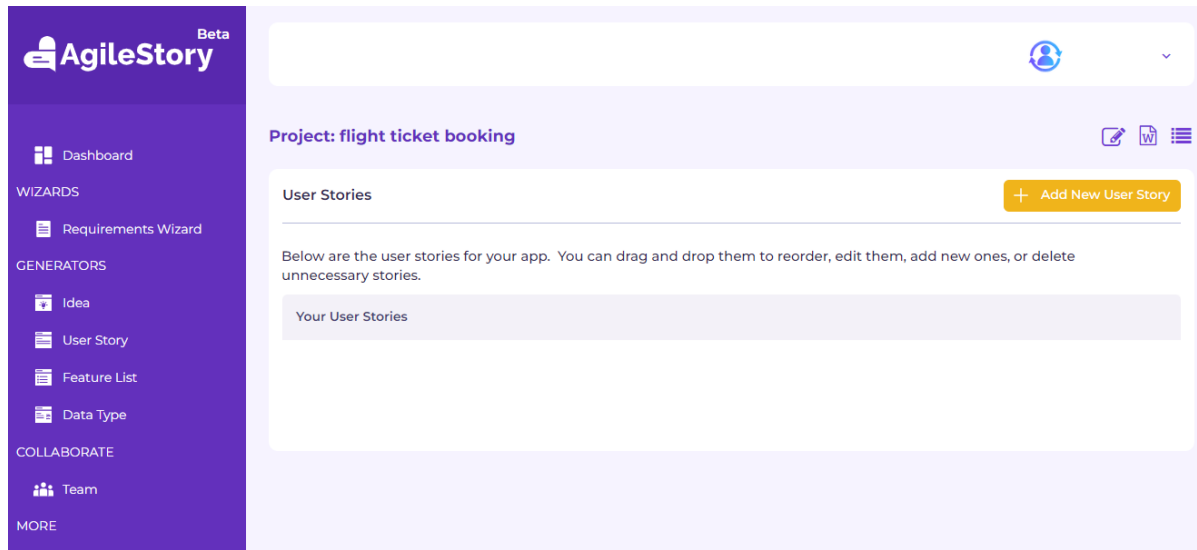 Beta
AgileStory
Dashboard
WIZARDS
Requirements Wizard
GENERATORS
Idea
User Story
Feature List
Data Type
COLLABORATE
Team
MORE
Project: flight ticket booking
W
User Stories
+ Add New User Story
Below are the user stories for your app. You can drag and drop them to reorder, edit them, add new ones, or delete
unnecessary stories.
Your User Stories